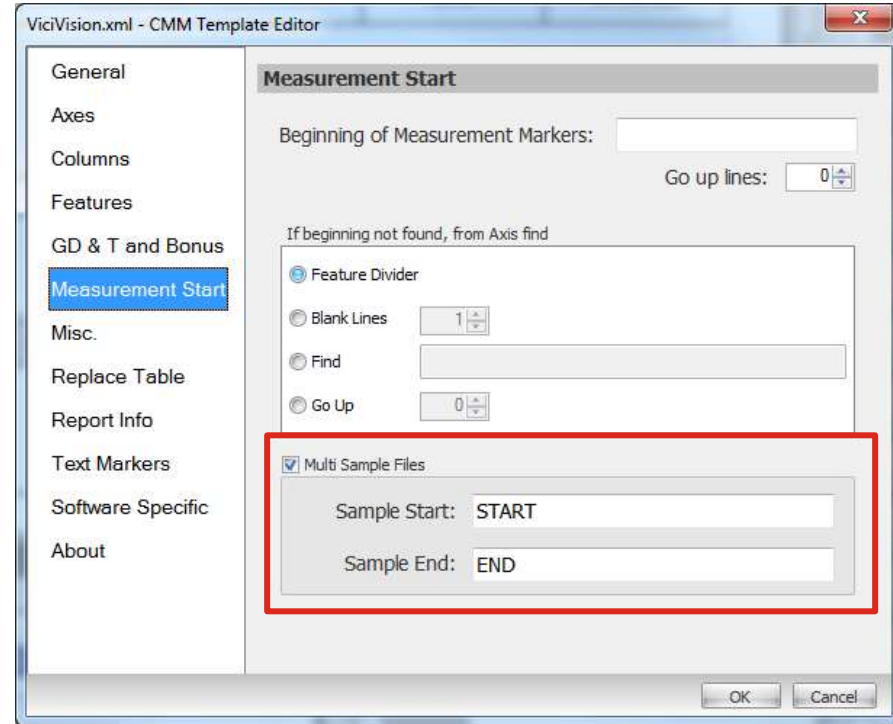 ViciVision.xml - CMM Template Editor
General
Axes
Columns
Features
GD & T and Bonus
Measurement Start
Misc.
Replace Table
Report Info
Text Markers
Software Specific
About
Measurement Start
Beginning of Measurement Markers:
Go up lines: 0
If beginning not found, from Axis find
Feature Divider
Blank Lines 1
Find
Go Up 0
Multi Sample Files
Sample Start: START
Sample End: END
OK Cancel